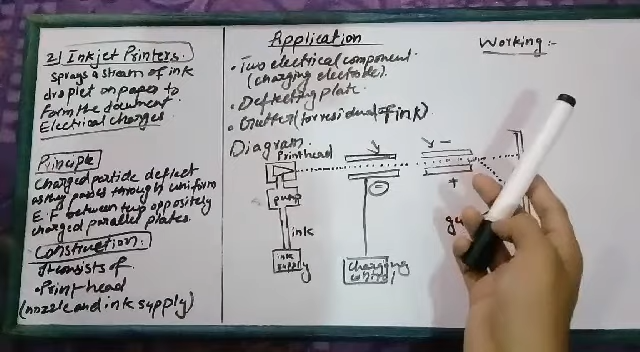 2) Inkjet Printers:
sprays a stream of ink
droplet on paper to
form the document.
Electrical charges
Principle
Charged particle deflect
as they pass through uniform
E.F between two oppositely
charged parallel plates.
Construction:
It consists of
• Print head
(nozzle and ink supply)
Application
• Two electrical component
(charging electrodes).
• Deflecting plate.
• Gutter (for residual of ink)
Diagram
Printhead
pump
ink
ink
supply
−
charging
−
+
gu
Working:-